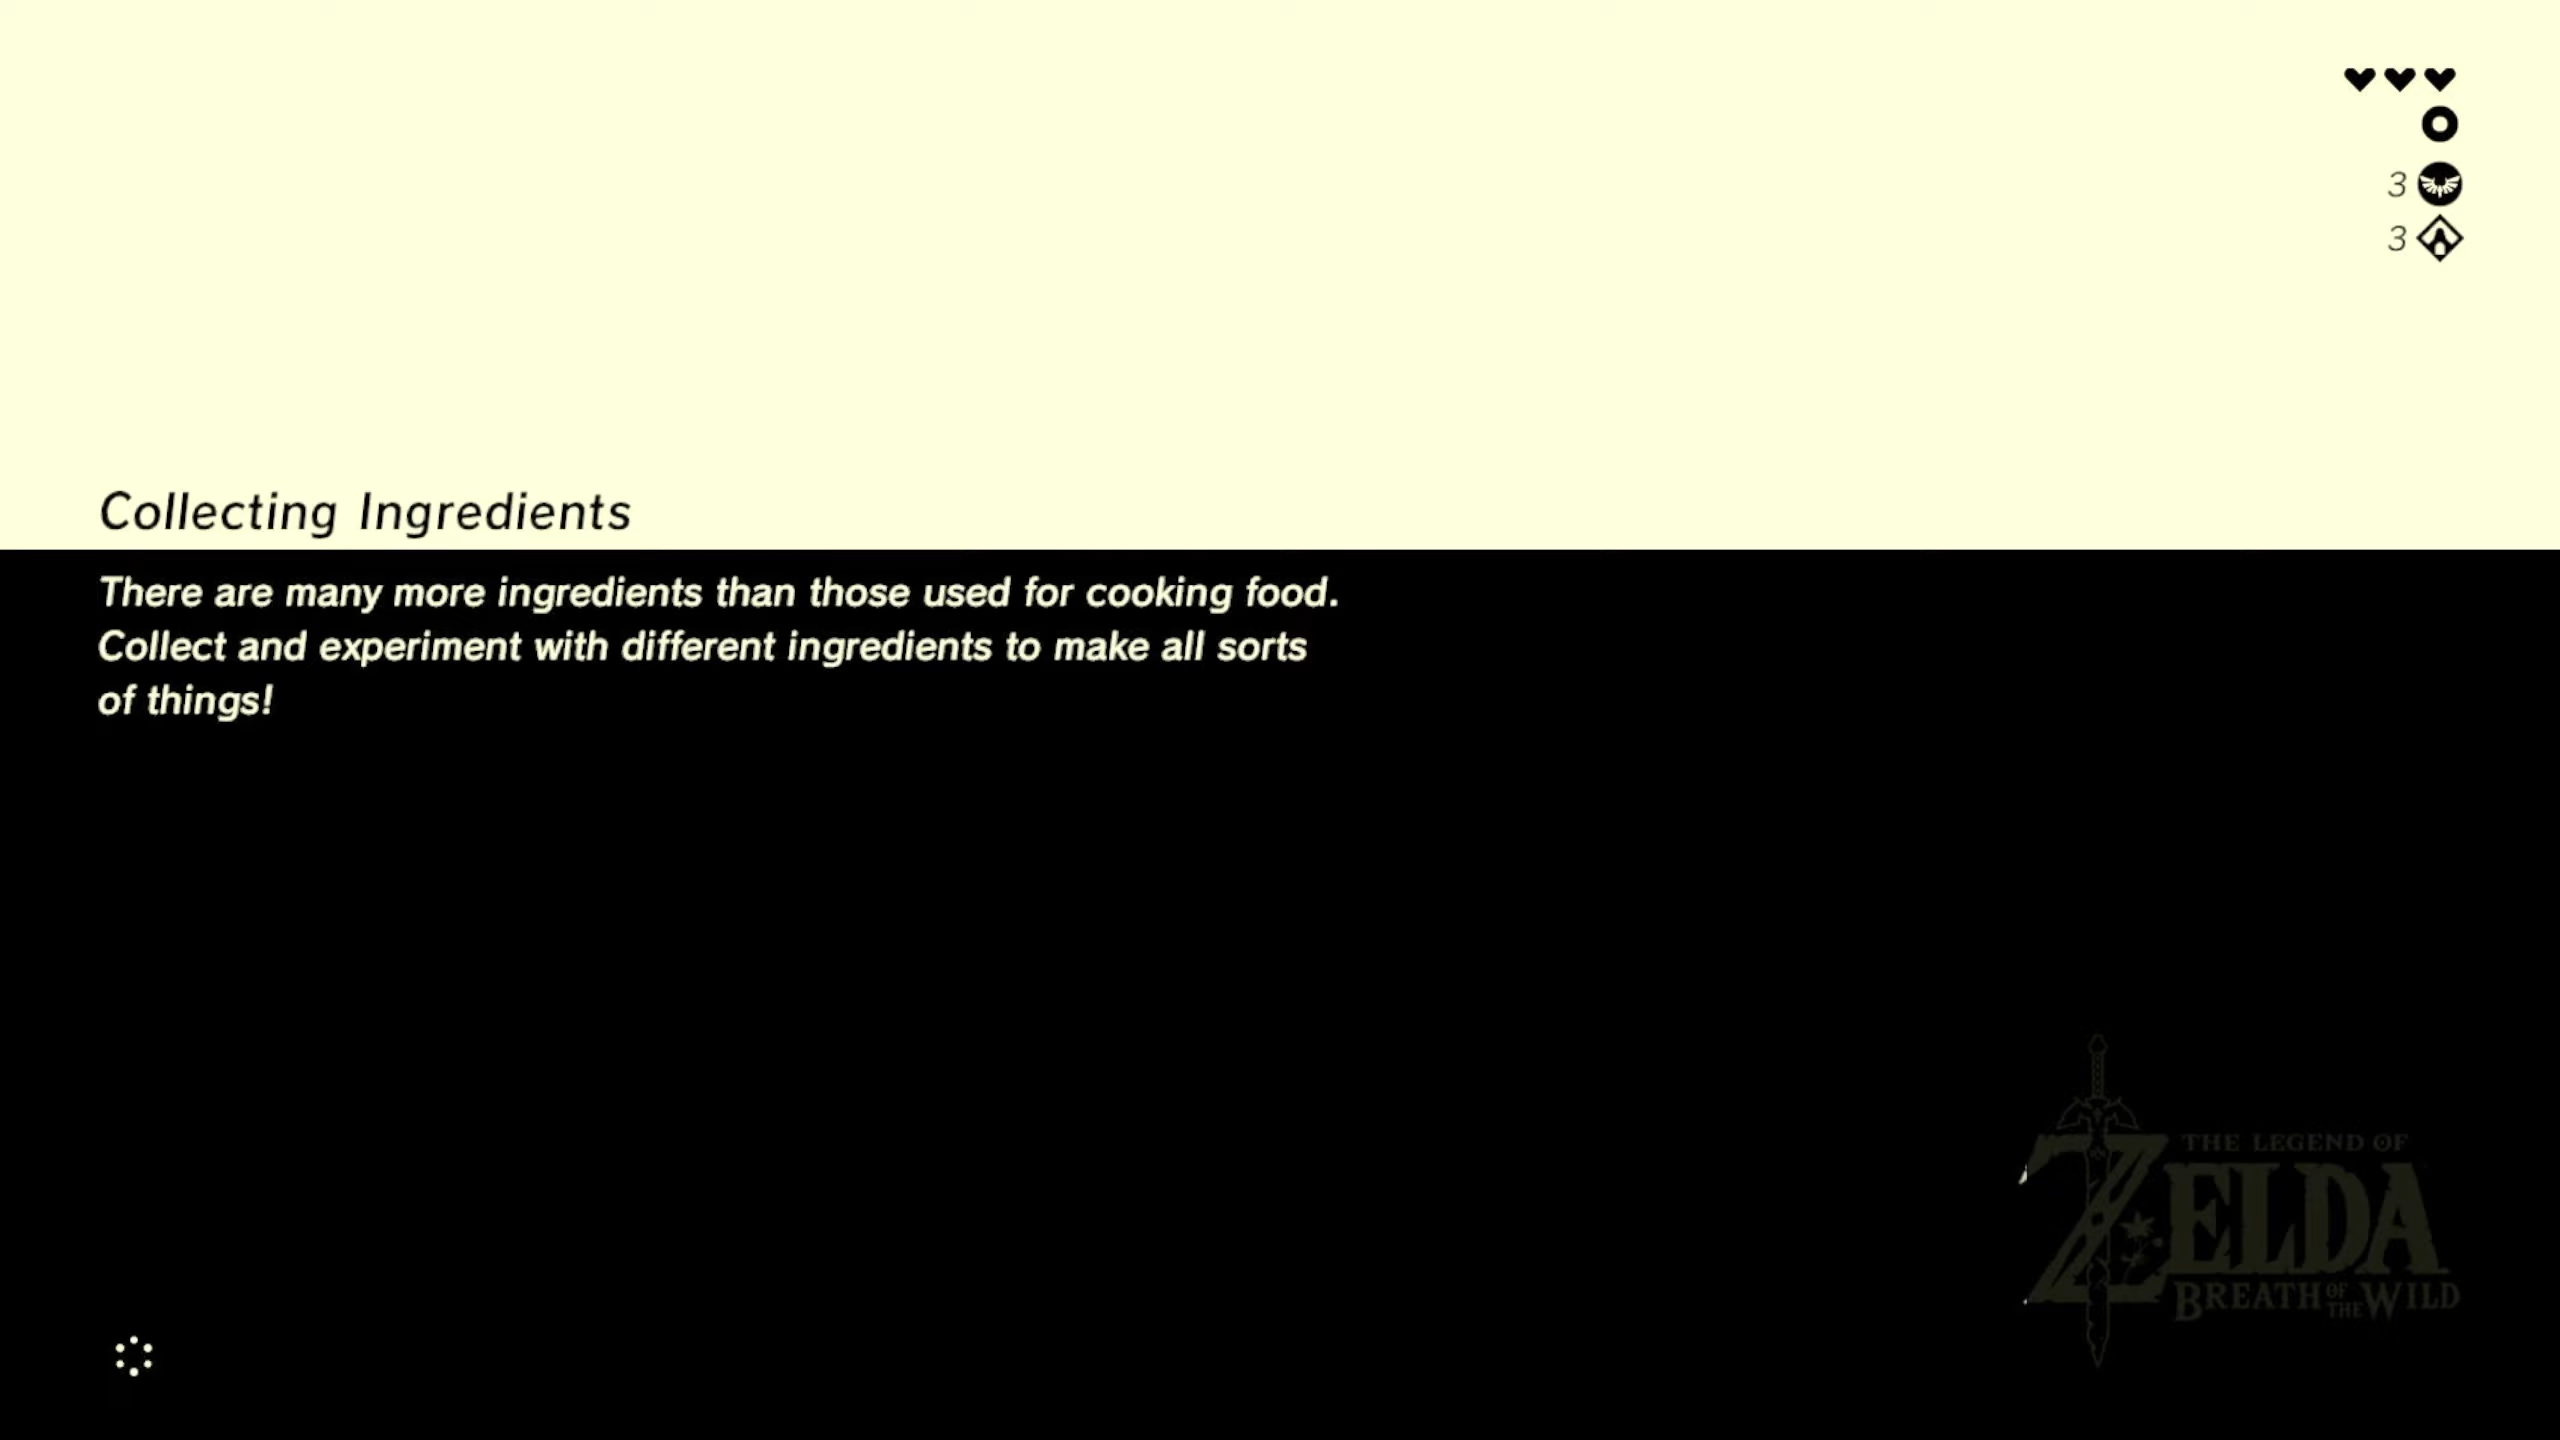 3
3
Collecting Ingredients
There are many more ingredients than those used for cooking food.
Collect and experiment with different ingredients to make all sorts
of things!
THE LEGEND OF
ZELDA
BREATH OF THE WILD